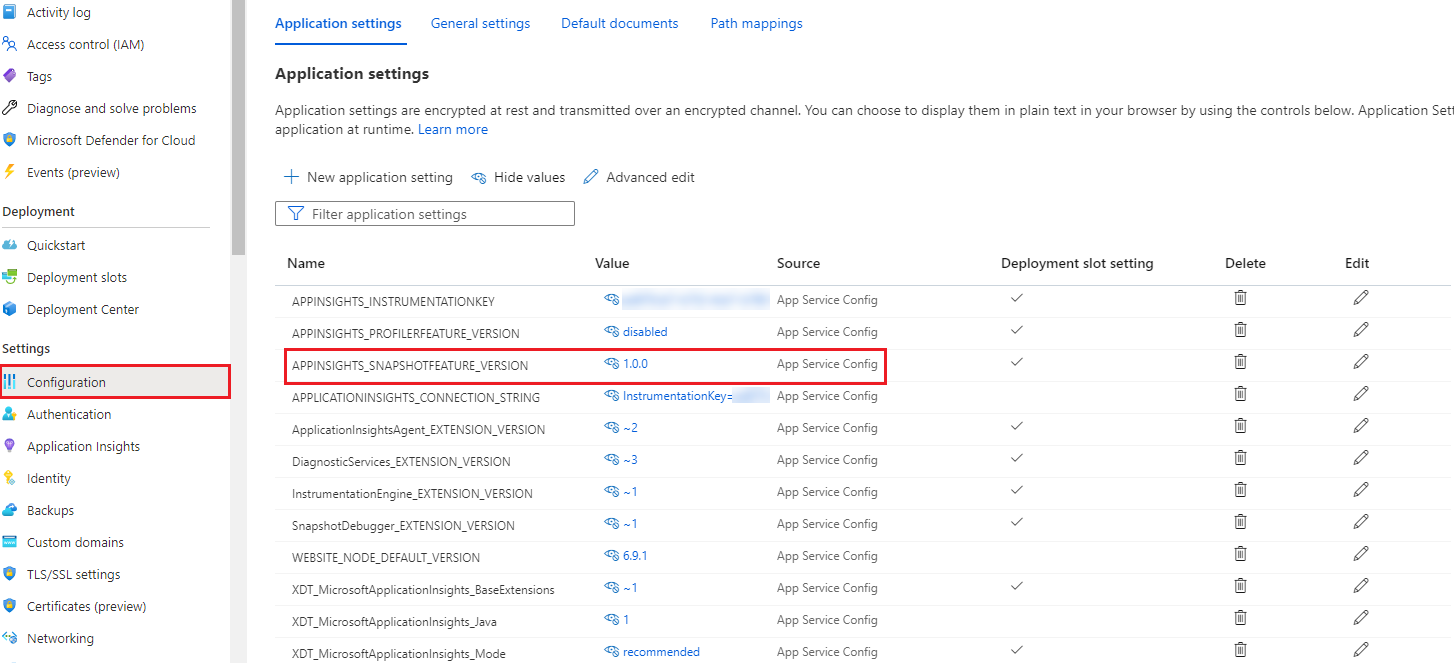 Activity log
Access control (IAM)
Tags
Diagnose and solve problems
Microsoft Defender for Cloud
Events (preview)
Deployment
Quickstart
Deployment slots
Deployment Center
Settings
Configuration
Authentication
Application Insights
Identity
Backups
Custom domains
TLS/SSL settings
Certificates (preview)
Networking
Application settings General settings Default documents Path mappings
Application settings
Application settings are encrypted at rest and transmitted over an encrypted channel. You can choose to display them in plain text in your browser by using the controls below. Application Sett
application at runtime. Learn more
New application setting Hide values Advanced edit
Filter application settings
Name Value Source Deployment slot setting Delete Edit
APPINSIGHTS_INSTRUMENTATIONKEY App Service Config
APPINSIGHTS_PROFILERFEATURE_VERSION disabled App Service Config
APPINSIGHTS_SNAPSHOTFEATURE_VERSION 1.0.0 App Service Config
APPLICATIONINSIGHTS_CONNECTION_STRING InstrumentationKey= App Service Config
ApplicationInsightsAgent_EXTENSION_VERSION ~2 App Service Config
DiagnosticServices_EXTENSION_VERSION ~3 App Service Config
InstrumentationEngine_EXTENSION_VERSION ~1 App Service Config
SnapshotDebugger_EXTENSION_VERSION ~1 App Service Config
WEBSITE_NODE_DEFAULT_VERSION 6.9.1 App Service Config
XDT_MicrosoftApplicationInsights_BaseExtensions ~1 App Service Config
XDT_MicrosoftApplicationInsights_Java 1 App Service Config
XDT_MicrosoftApplicationInsights_Mode recommended App Service Config